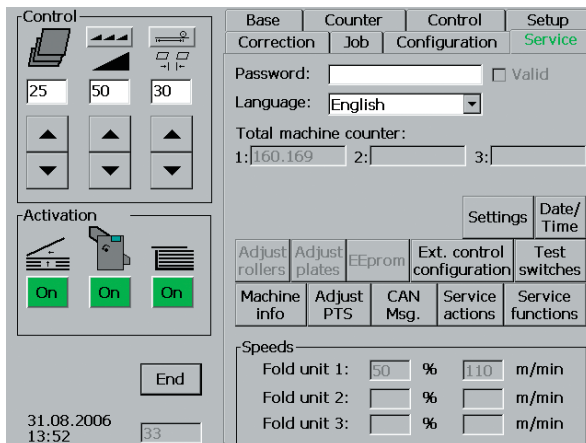 Control
25 50 30
Activation
On On On
End
31.08.2006
13:52
33
Base Counter Control Setup
Correction Job Configuration Service
Password: Valid
Language: English
Total machine counter:
1: 160.169 2: 3:
Settings Date/
Time
Adjust Adjust EEprom Ext. control Test
rollers plates configuration switches
Machine Adjust CAN Service Service
info PTS Msg. actions functions
Speeds
Fold unit 1: 50 % 110 m/min
Fold unit 2: % m/min
Fold unit 3: % m/min